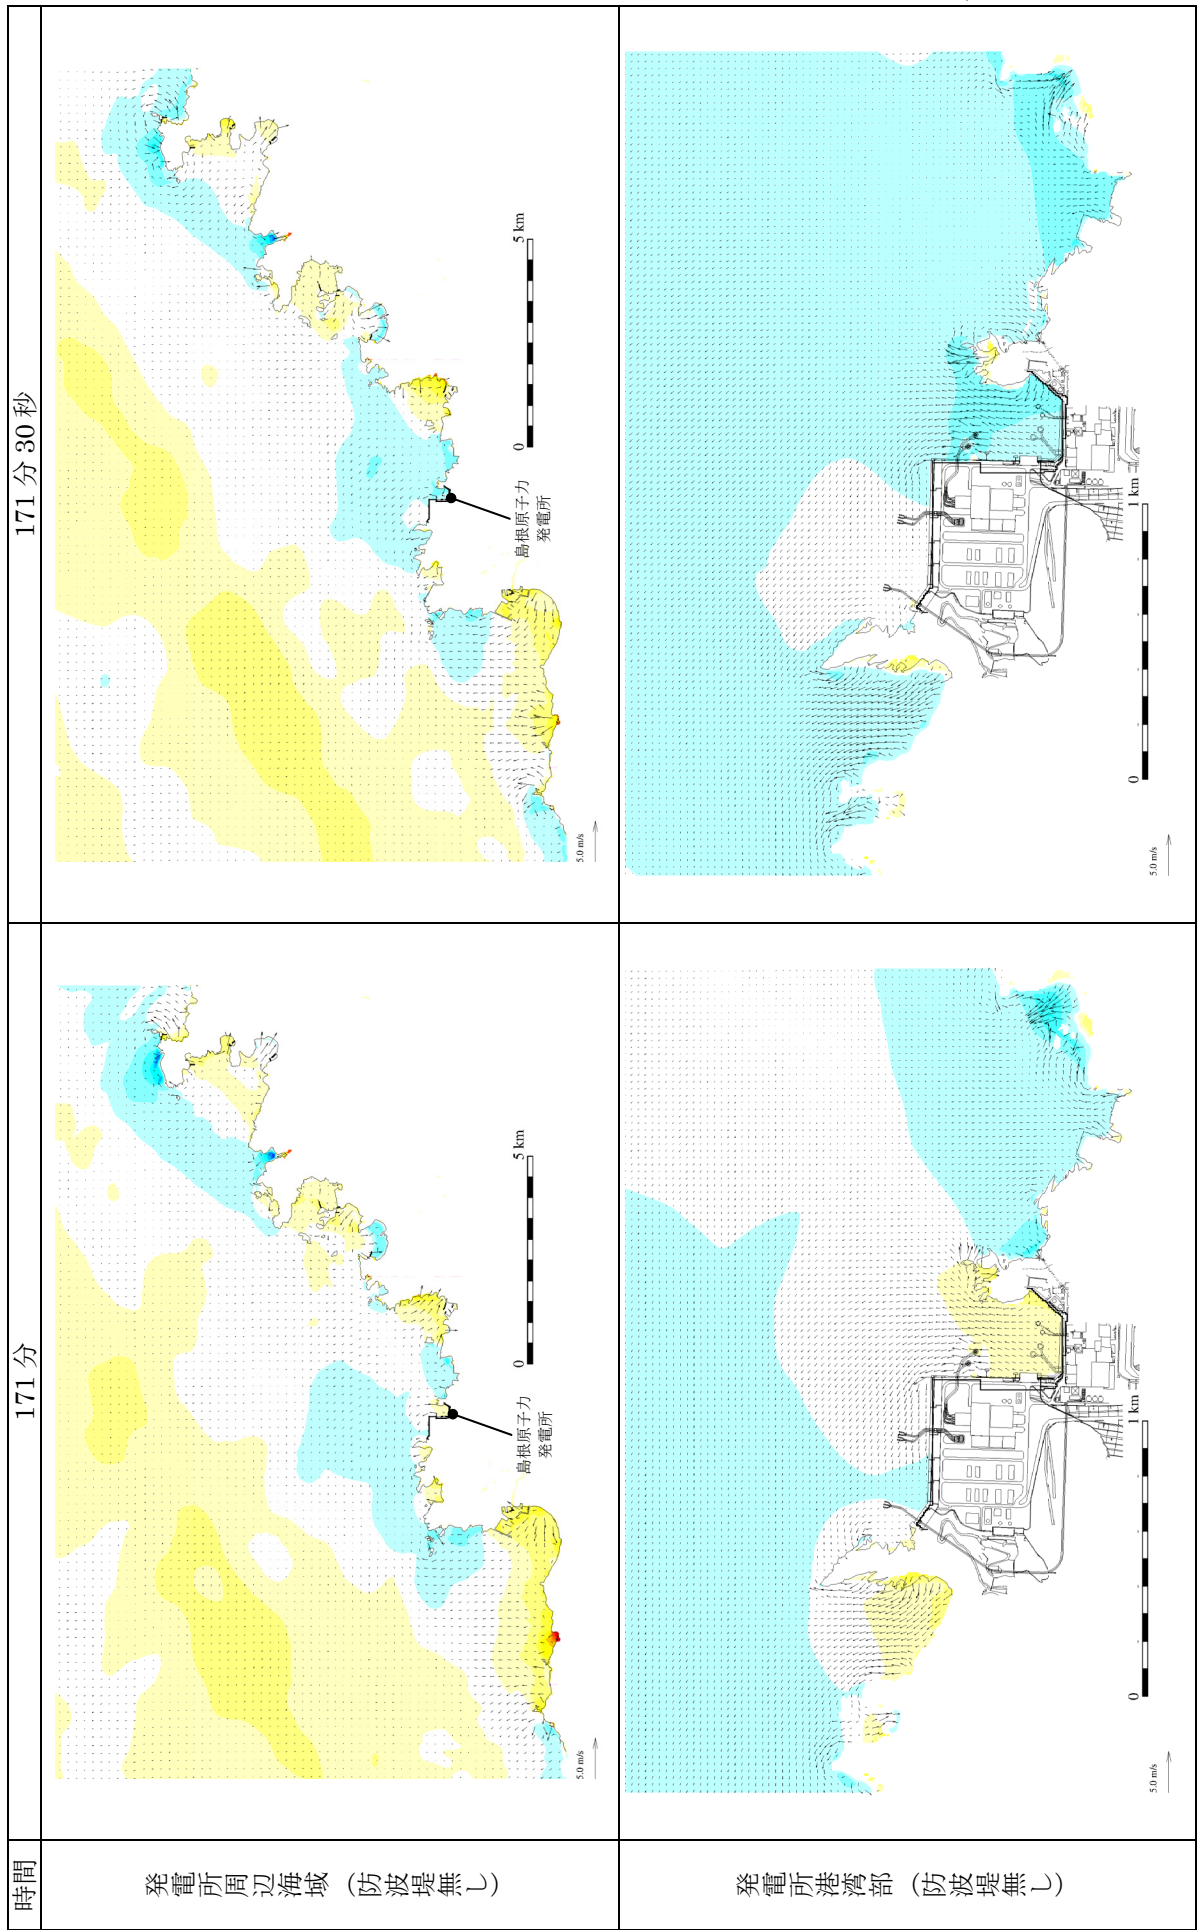 時間
171分
171分30秒
発電所周辺海域（防波堤無し）
島根原子力
発電所
0
5 km
5.0 m/s
島根原子力
発電所
0
5 km
5.0 m/s
発電所港湾部（防波堤無し）
0
1 km
5.0 m/s
0
1 km
5.0 m/s